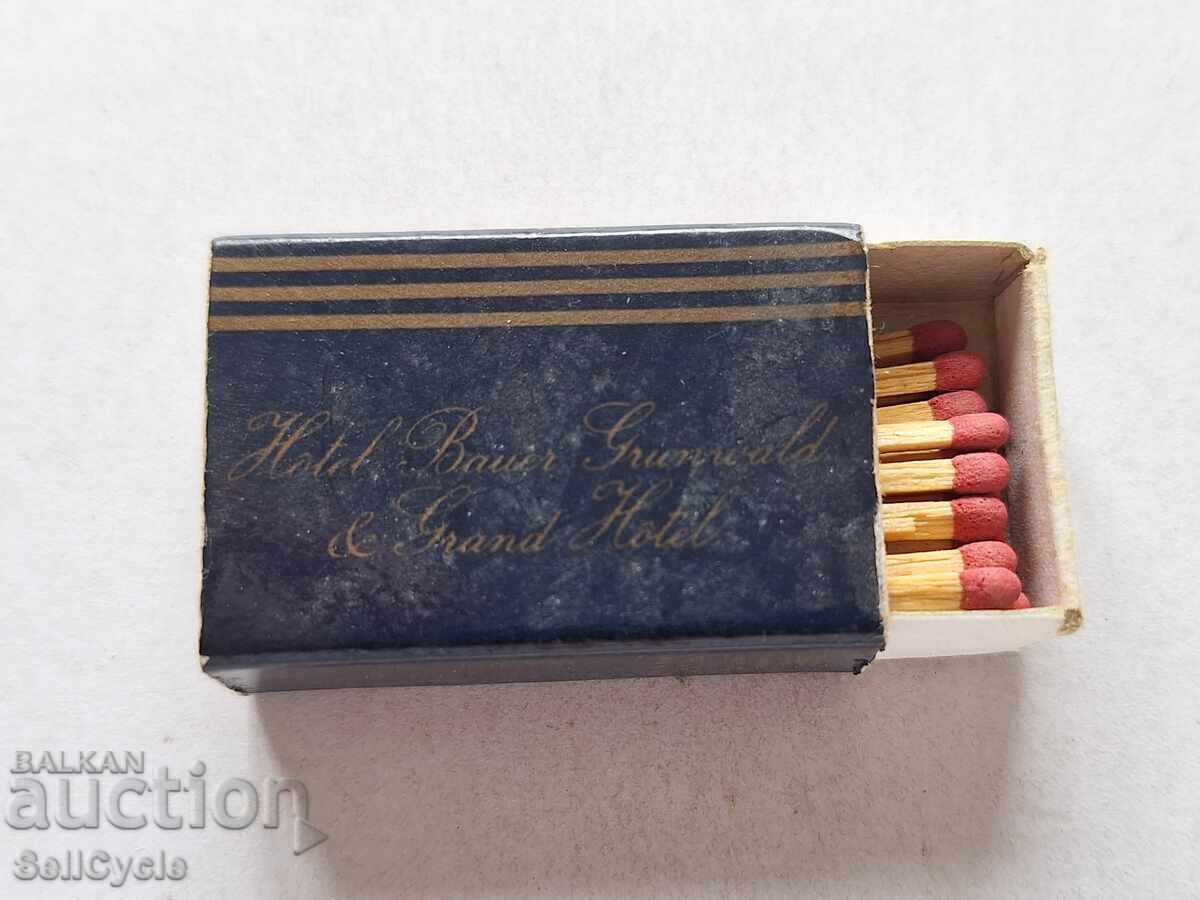 Hotel Bauer Grunwald
& Grand Hotel
BALKAN
auction
SellCycle